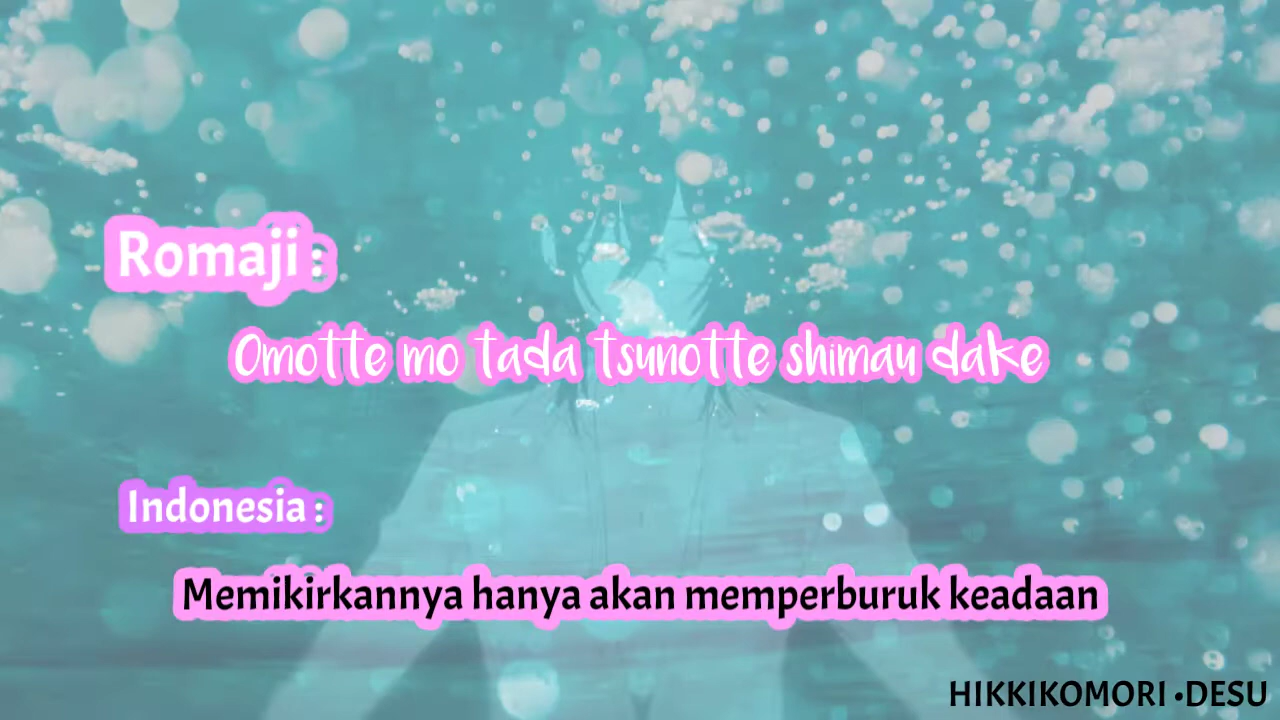 Romaji :
Omotte mo tada tsunotte shimau dake
Indonesia :
Memikirkannya hanya akan memperburuk keadaan
HIKKIKOMORI •DESU